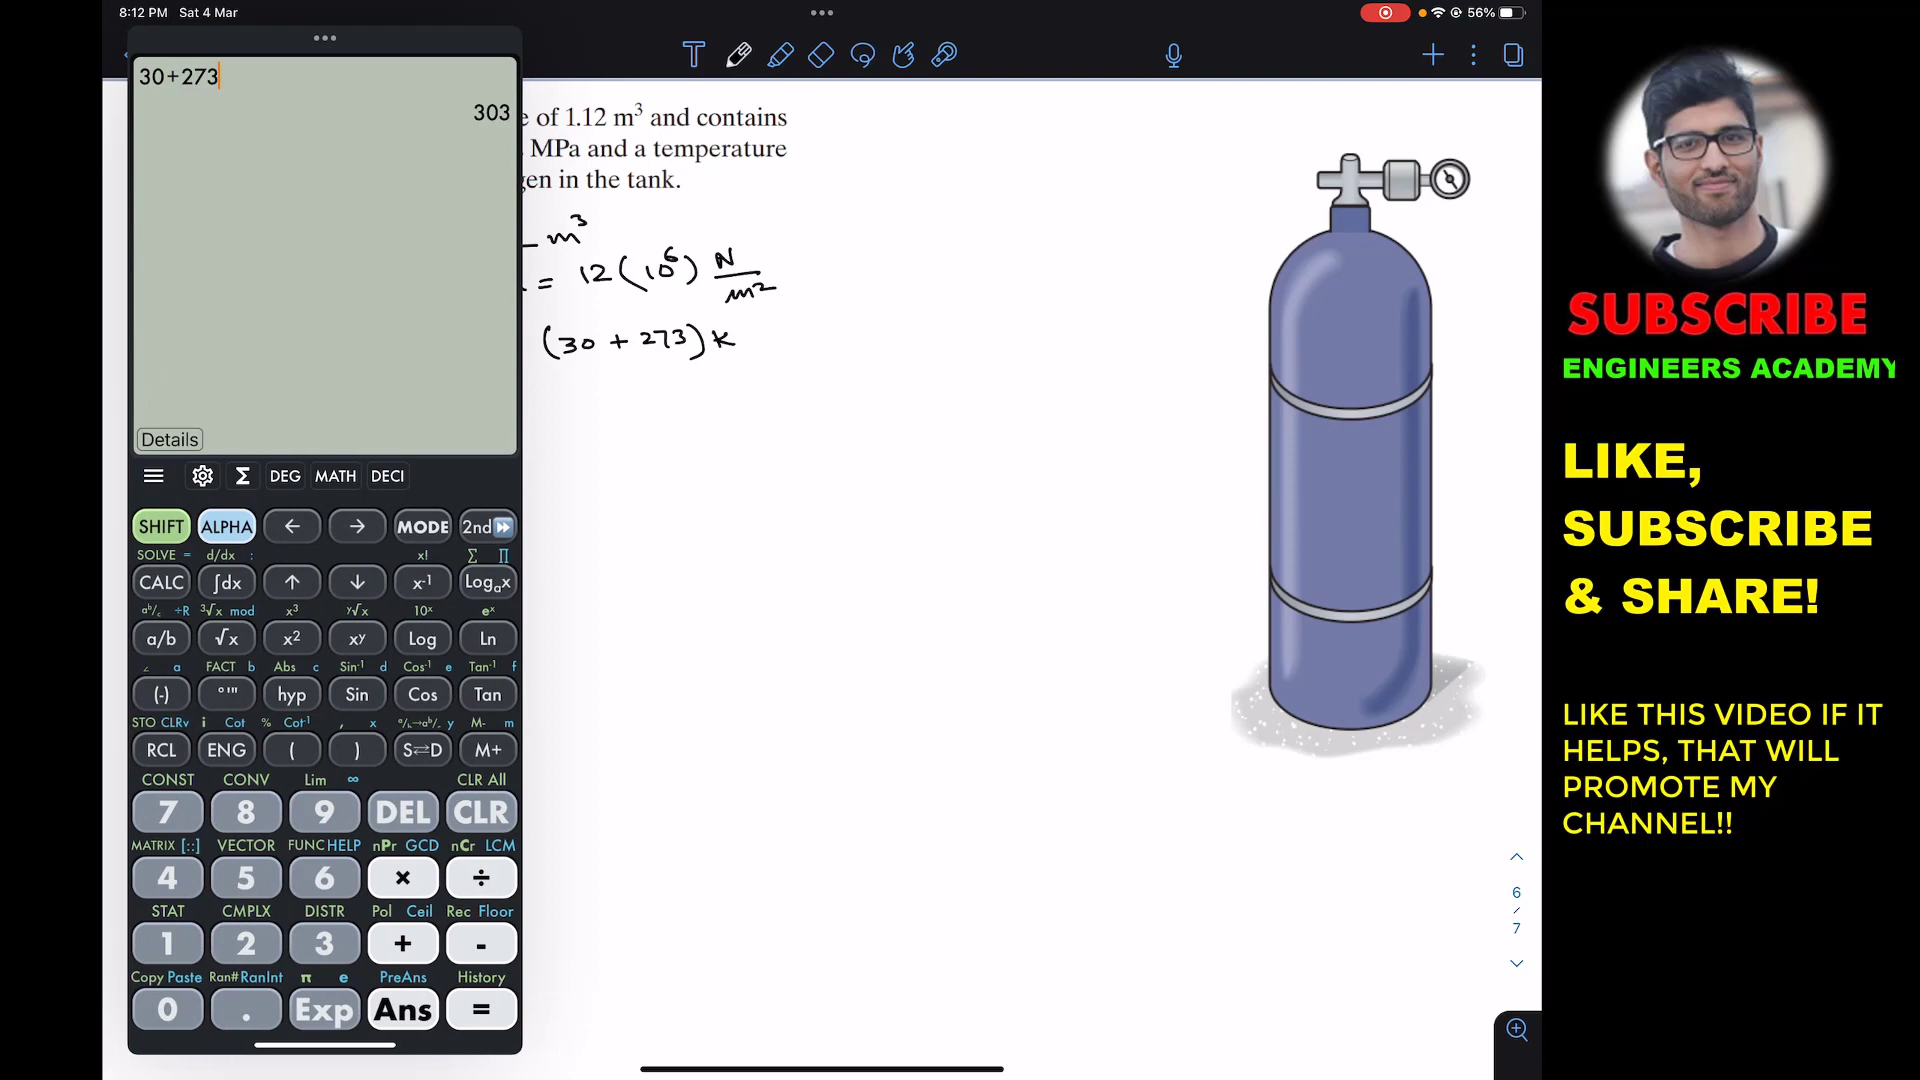 8:12 PM Sat 4 Mar
56%
30+273
303
e of 1.12 m³ and contains
MPa and a temperature
gen in the tank.
m³
= 12(10⁶) N/m²
(30 + 273) K
Details
DEG MATH DECI
SHIFT ALPHA ← → MODE 2nd
SOLVE = d/dx : x! Σ ∏
CALC ∫dx ↑ ↓ x⁻¹ Logₐx
aᵇ/c ÷R ³√x mod x³ ʸ√x 10ˣ eˣ
a/b √x x² xʸ Log Ln
∠ a FACT b Abs c Sin⁻¹ d Cos⁻¹ e Tan⁻¹ f
(-) °'" hyp Sin Cos Tan
STO CLRv i Cot % Cot⁻¹ , x y M- m
RCL ENG ( ) S⇄D M+
CONST CONV Lim ∞ CLR All
7 8 9 DEL CLR
MATRIX [::] VECTOR FUNC HELP nPr GCD nCr LCM
4 5 6 × ÷
STAT CMPLX DISTR Pol Ceil Rec Floor
1 2 3 + -
Copy Paste Ran# RanInt π e PreAns History
0 . Exp Ans =
6
/
7
SUBSCRIBE
ENGINEERS ACADEMY
LIKE,
SUBSCRIBE
& SHARE!
LIKE THIS VIDEO IF IT
HELPS, THAT WILL
PROMOTE MY
CHANNEL!!